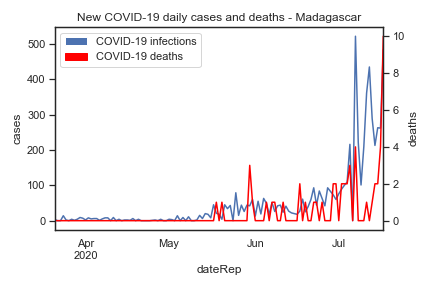 New COVID-19 daily cases and deaths - Madagascar
COVID-19 infections
COVID-19 deaths
500
400
300
200
100
0
cases
10
8
6
4
2
0
deaths
Apr
2020
May
Jun
Jul
dateRep